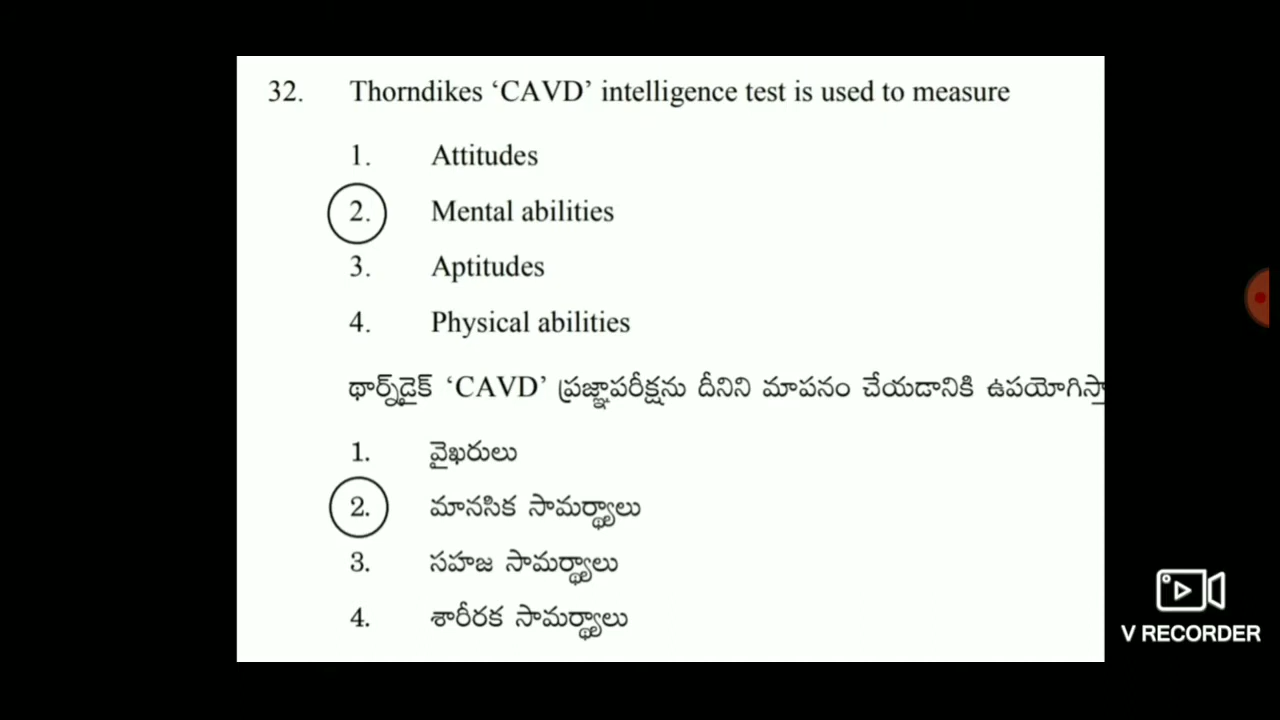 32. Thorndikes ‘CAVD’ intelligence test is used to measure
1. Attitudes
2. Mental abilities
3. Aptitudes
4. Physical abilities
థార్న్‌డైక్ ‘CAVD’ ప్రజ్ఞాపరీక్షను దీనిని మాపనం చేయడానికి ఉపయోగిస్తా
1. వైఖరులు
2. మానసిక సామర్థ్యాలు
3. సహజ సామర్థ్యాలు
4. శారీరక సామర్థ్యాలు
V RECORDER